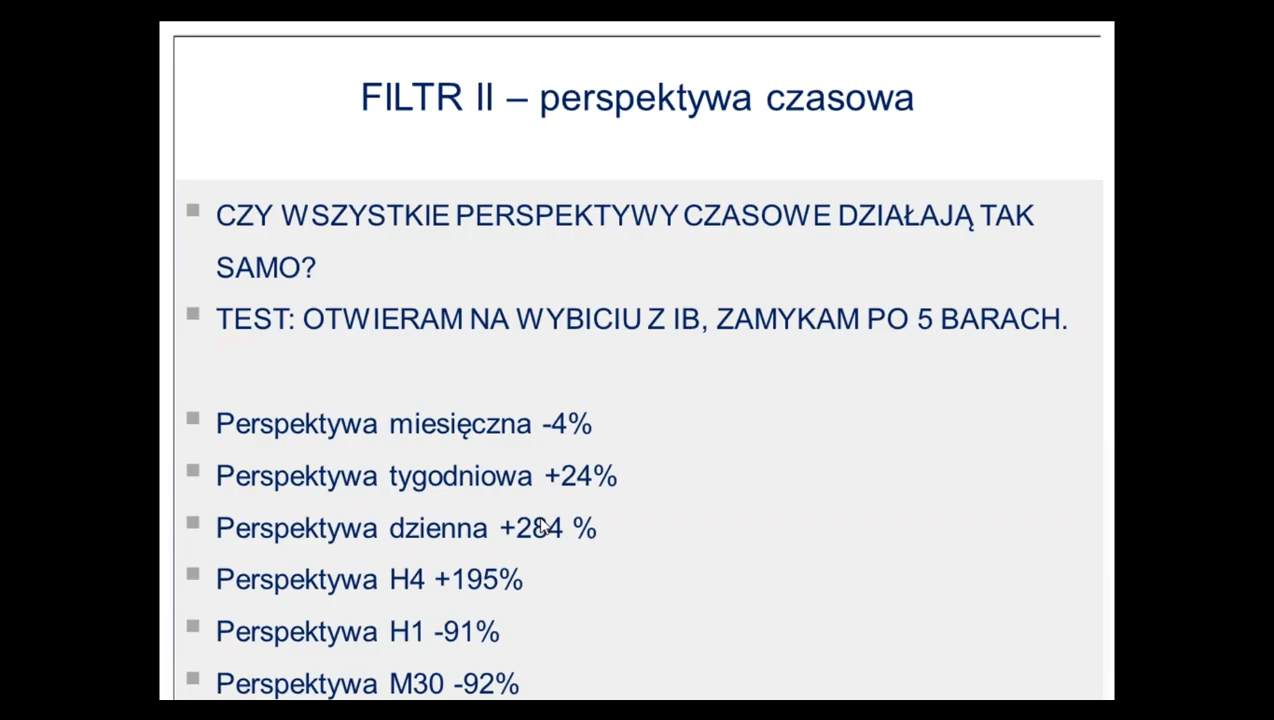 FILTR II – perspektywa czasowa
CZY WSZYSTKIE PERSPEKTYWY CZASOWE DZIAŁAJĄ TAK
SAMO?
TEST: OTWIERAM NA WYBICIU Z IB, ZAMYKAM PO 5 BARACH.
Perspektywa miesięczna -4%
Perspektywa tygodniowa +24%
Perspektywa dzienna +284 %
Perspektywa H4 +195%
Perspektywa H1 -91%
Perspektywa M30 -92%